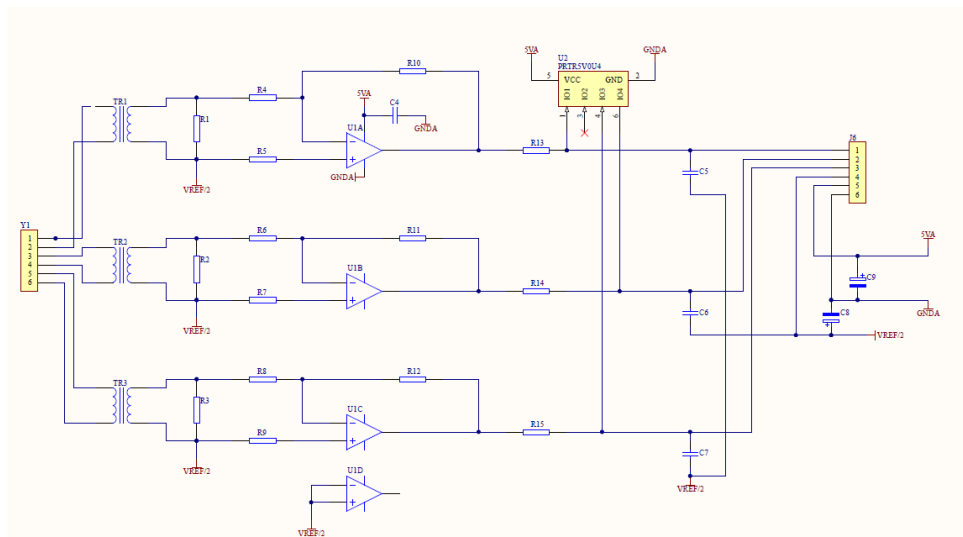 5VA
U2
PRTR5V0U4
GNDA
5 VCC GND 2
IO1 IO2 IO3 IO4
1 3 4 6
R10
TR1
R4
5VA
C4
R1
U1A
GNDA
R13
R5
GNDA
VREF/2
C5
J6
1
2
3
4
5
6
Y1
1
2
3
4
5
6
TR2
R6
R11
R2
U1B
R7
R14
VREF/2
C6
5VA
C9
GNDA
C8
VREF/2
TR3
R8
R12
R3
U1C
R9
R15
VREF/2
C7
VREF/2
U1D
VREF/2